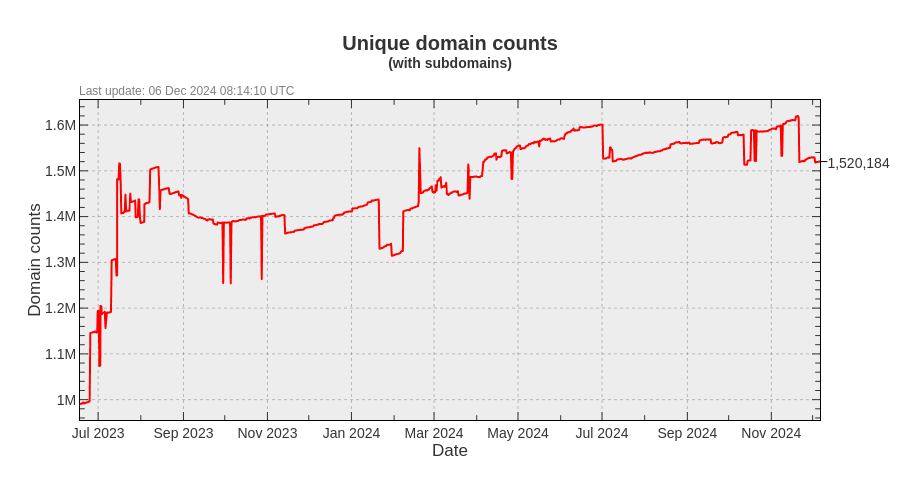 Unique domain counts
(with subdomains)
Last update: 06 Dec 2024 08:14:10 UTC
1.6M
1.5M
1,520,184
1.4M
1.3M
1.2M
1.1M
1M
Domain counts
Jul 2023 Sep 2023 Nov 2023 Jan 2024 Mar 2024 May 2024 Jul 2024 Sep 2024 Nov 2024
Date